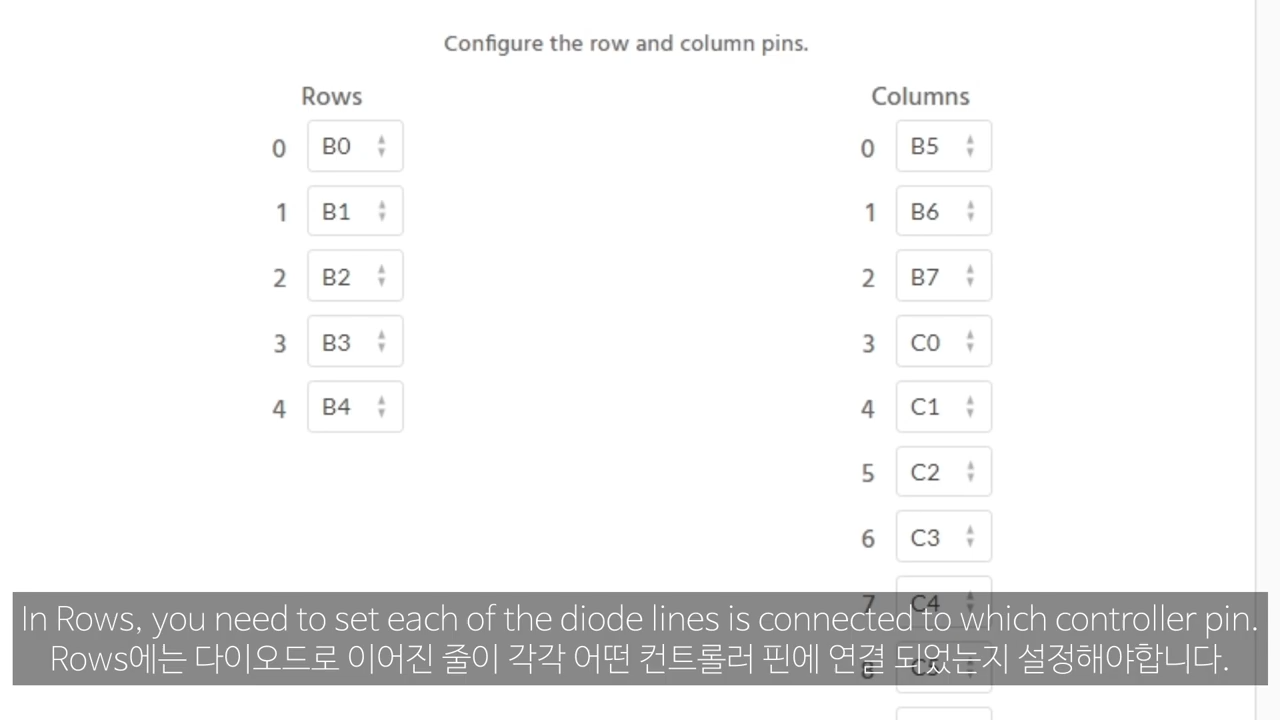 Configure the row and column pins.
Rows Columns
0 B0 0 B5
1 B1 1 B6
2 B2 2 B7
3 B3 3 C0
4 B4 4 C1
5 C2
6 C3
7 C4
In Rows, you need to set each of the diode lines is connected to which controller pin.
Rows에는 다이오드로 이어진 줄이 각각 어떤 컨트롤러 핀에 연결 되었는지 설정해야합니다.
8 C5